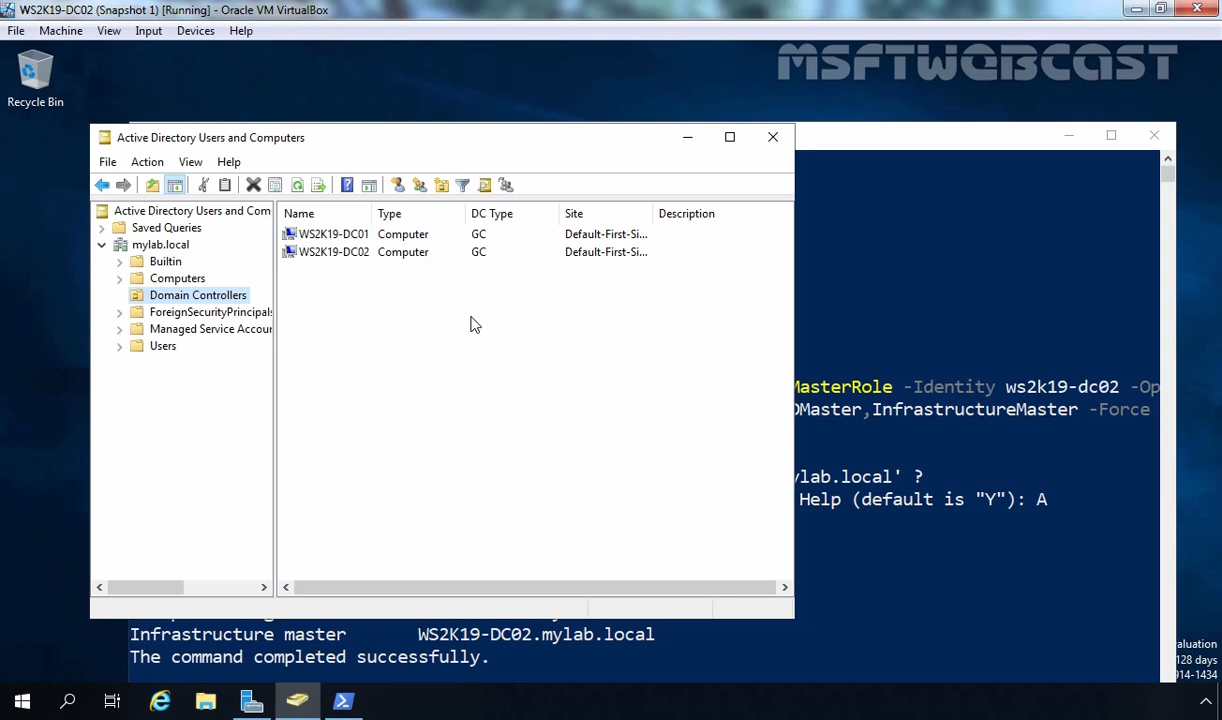 WS2K19-DC02 (Snapshot 1) [Running] - Oracle VM VirtualBox
File Machine View Input Devices Help
MSFTWEBCAST
Recycle Bin
Active Directory Users and Computers
File Action View Help
Active Directory Users and Com
Name Type DC Type Site Description
Saved Queries
WS2K19-DC01 Computer GC Default-First-Si...
mylab.local
WS2K19-DC02 Computer GC Default-First-Si...
Builtin
Computers
Domain Controllers
ForeignSecurityPrincipals
Managed Service Accour
Users
MasterRole -Identity ws2k19-dc02 -Op
DMaster,InfrastructureMaster -Force
ylab.local' ?
Help (default is "Y"): A
Infrastructure master WS2K19-DC02.mylab.local
The command completed successfully.
aluation
128 days
914-1434